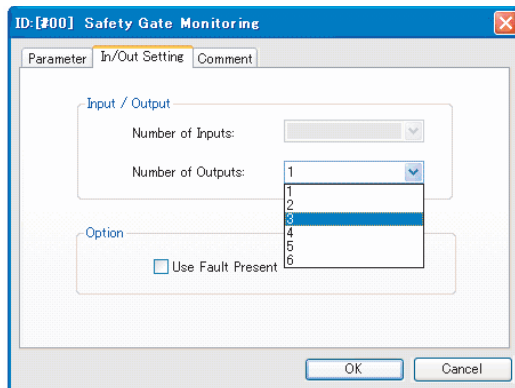 ID:[#00] Safety Gate Monitoring
Parameter In/Out Setting Comment
Input / Output
Number of Inputs:
Number of Outputs: 1
1
2
3
4
5
6
Option
Use Fault Present
OK Cancel